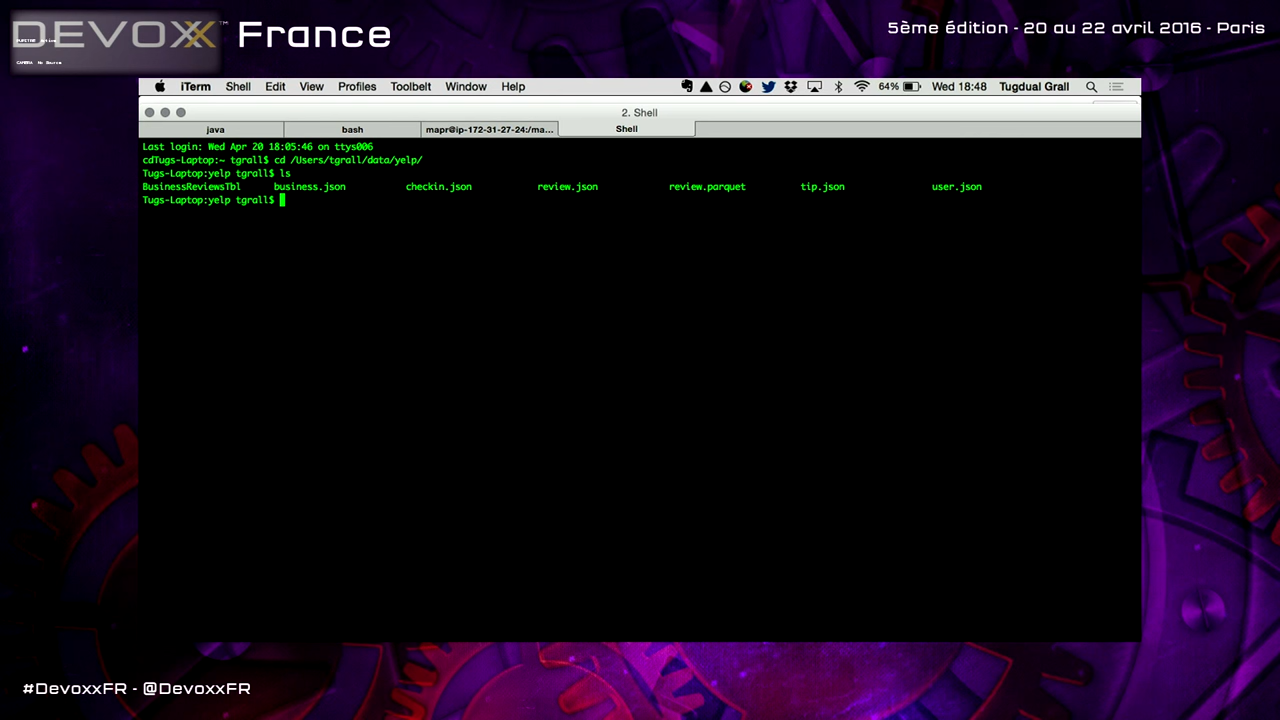 DEVOXX™ France
5ème édition - 20 au 22 avril 2016 - Paris
CAMERA No Source
iTerm Shell Edit View Profiles Toolbelt Window Help 64% Wed 18:48 Tugdual Grall
2. Shell
java bash mapr@ip-172-31-27-24:/ma... Shell
Last login: Wed Apr 20 18:05:46 on ttys006
cdTugs-Laptop:~ tgrall$ cd /Users/tgrall/data/yelp/
Tugs-Laptop:yelp tgrall$ ls
BusinessReviewsTbl business.json checkin.json review.json review.parquet tip.json user.json
Tugs-Laptop:yelp tgrall$
#DevoxxFR - @DevoxxFR